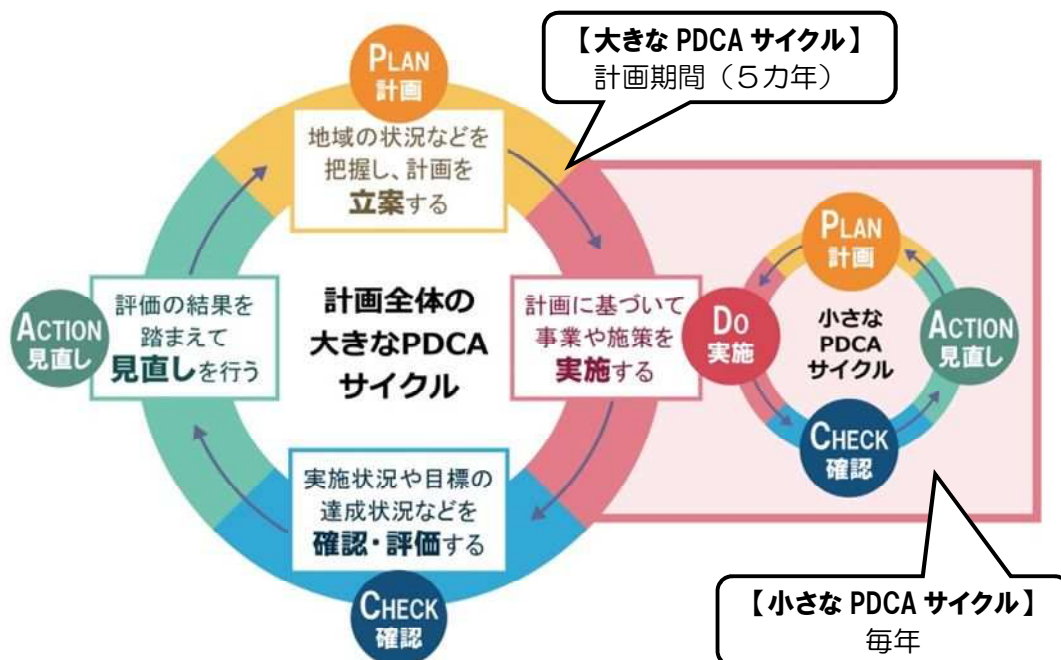 【大きな PDCA サイクル】
計画期間（５カ年）
PLAN
計画
地域の状況などを
把握し、計画を
立案する
計画に基づいて
事業や施策を
実施する
DO
実施
実施状況や目標の
達成状況などを
確認・評価する
CHECK
確認
評価の結果を
踏まえて
見直しを行う
ACTION
見直し
計画全体の
大きなPDCA
サイクル
PLAN
計画
小さな
PDCA
サイクル
CHECK
確認
ACTION
見直し
【小さな PDCA サイクル】
毎年